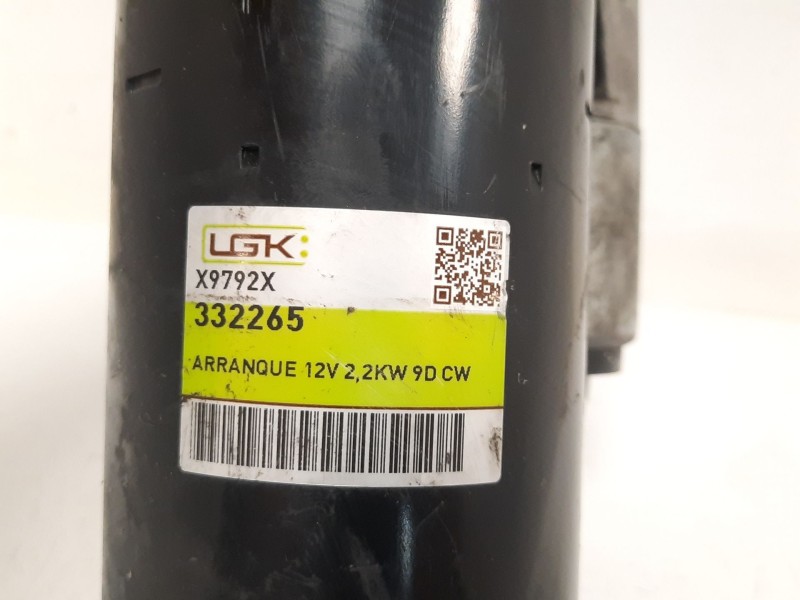 LGK
X9792X
332265
ARRANQUE 12V 2,2KW 9D CW